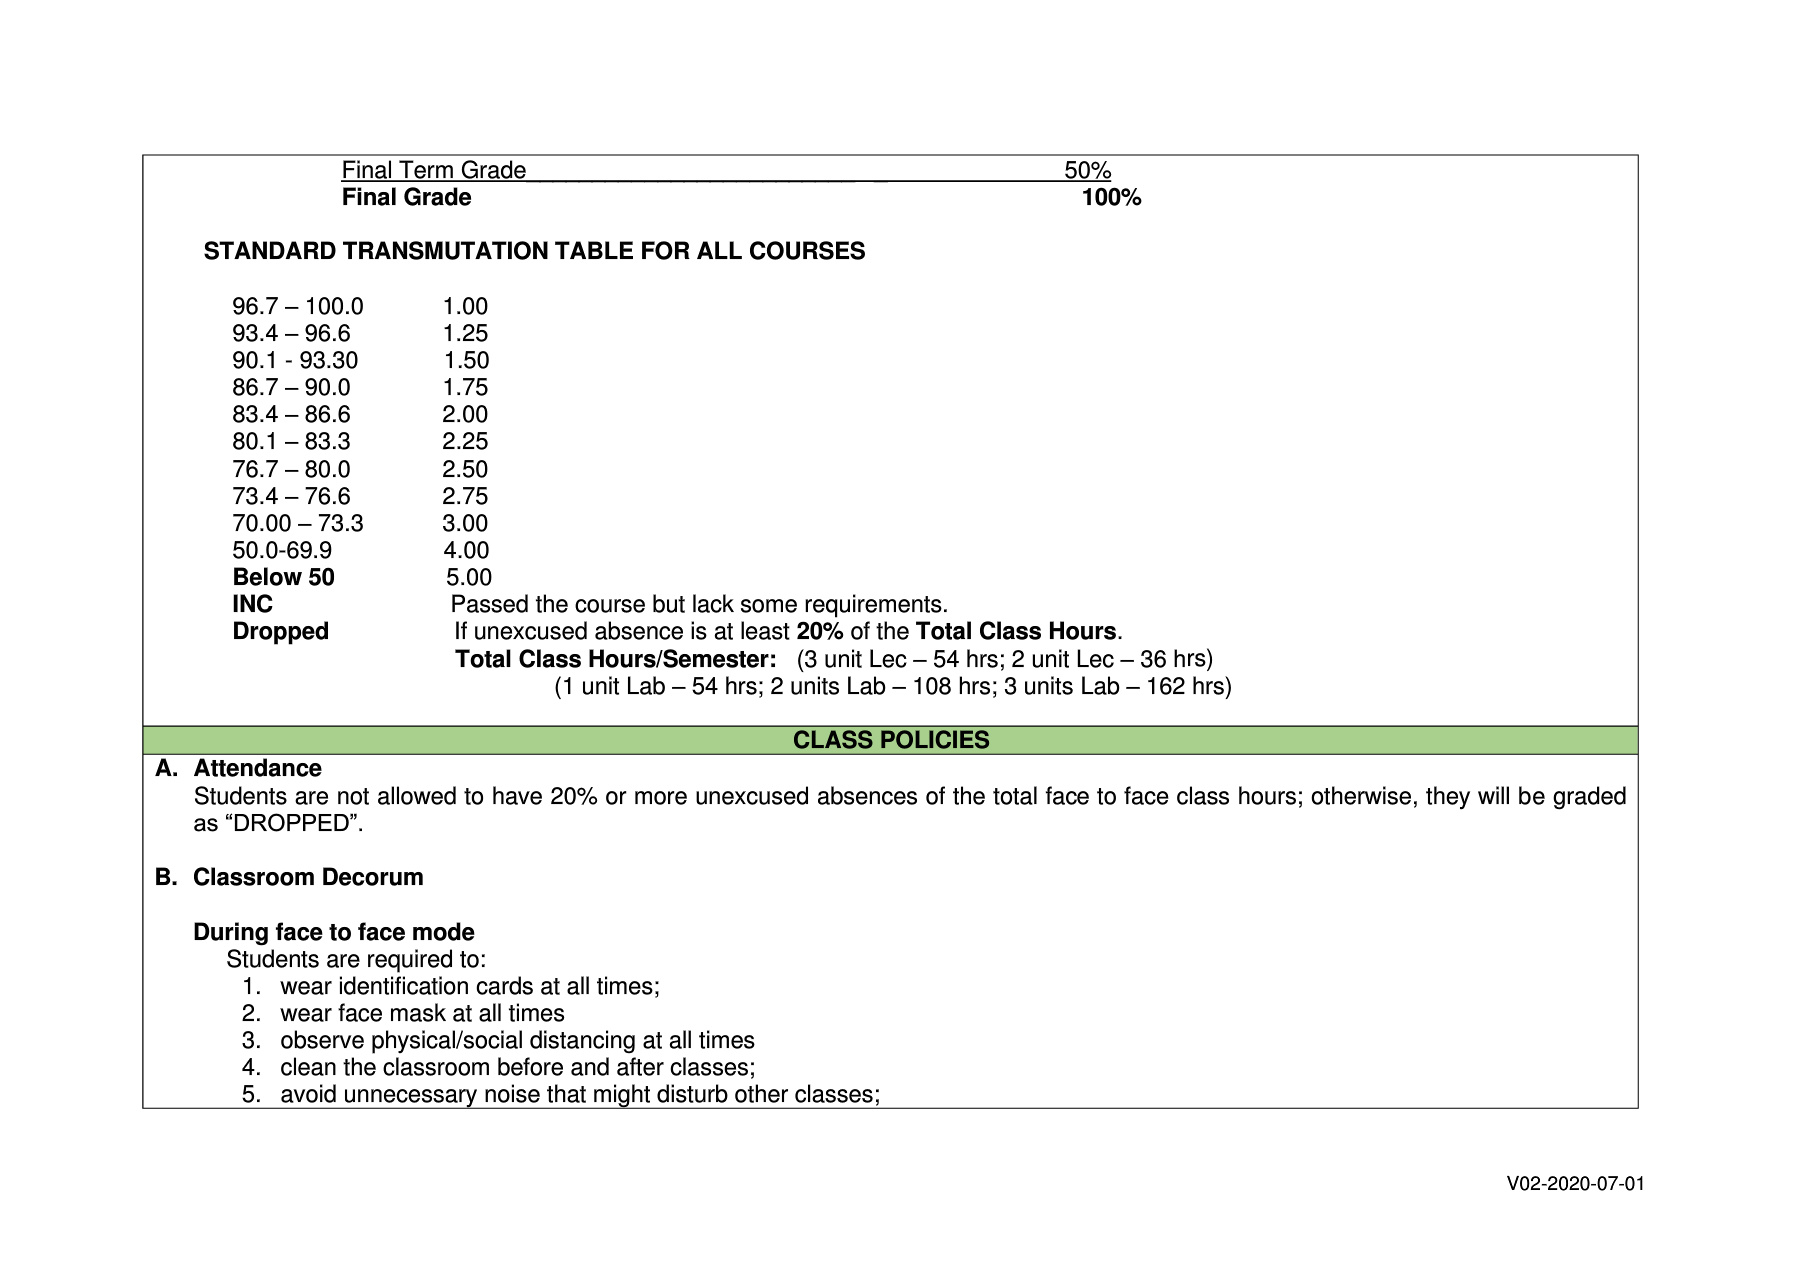 Final Term Grade__________________________ _ 50%
Final Grade 100%
STANDARD TRANSMUTATION TABLE FOR ALL COURSES
96.7 – 100.0 1.00
93.4 – 96.6 1.25
90.1 - 93.30 1.50
86.7 – 90.0 1.75
83.4 – 86.6 2.00
80.1 – 83.3 2.25
76.7 – 80.0 2.50
73.4 – 76.6 2.75
70.00 – 73.3 3.00
50.0-69.9 4.00
Below 50 5.00
INC Passed the course but lack some requirements.
Dropped If unexcused absence is at least 20% of the Total Class Hours.
Total Class Hours/Semester: (3 unit Lec – 54 hrs; 2 unit Lec – 36 hrs)
(1 unit Lab – 54 hrs; 2 units Lab – 108 hrs; 3 units Lab – 162 hrs)
CLASS POLICIES
A. Attendance
Students are not allowed to have 20% or more unexcused absences of the total face to face class hours; otherwise, they will be graded
as “DROPPED”.
B. Classroom Decorum
During face to face mode
Students are required to:
1. wear identification cards at all times;
2. wear face mask at all times
3. observe physical/social distancing at all times
4. clean the classroom before and after classes;
5. avoid unnecessary noise that might disturb other classes;
V02-2020-07-01